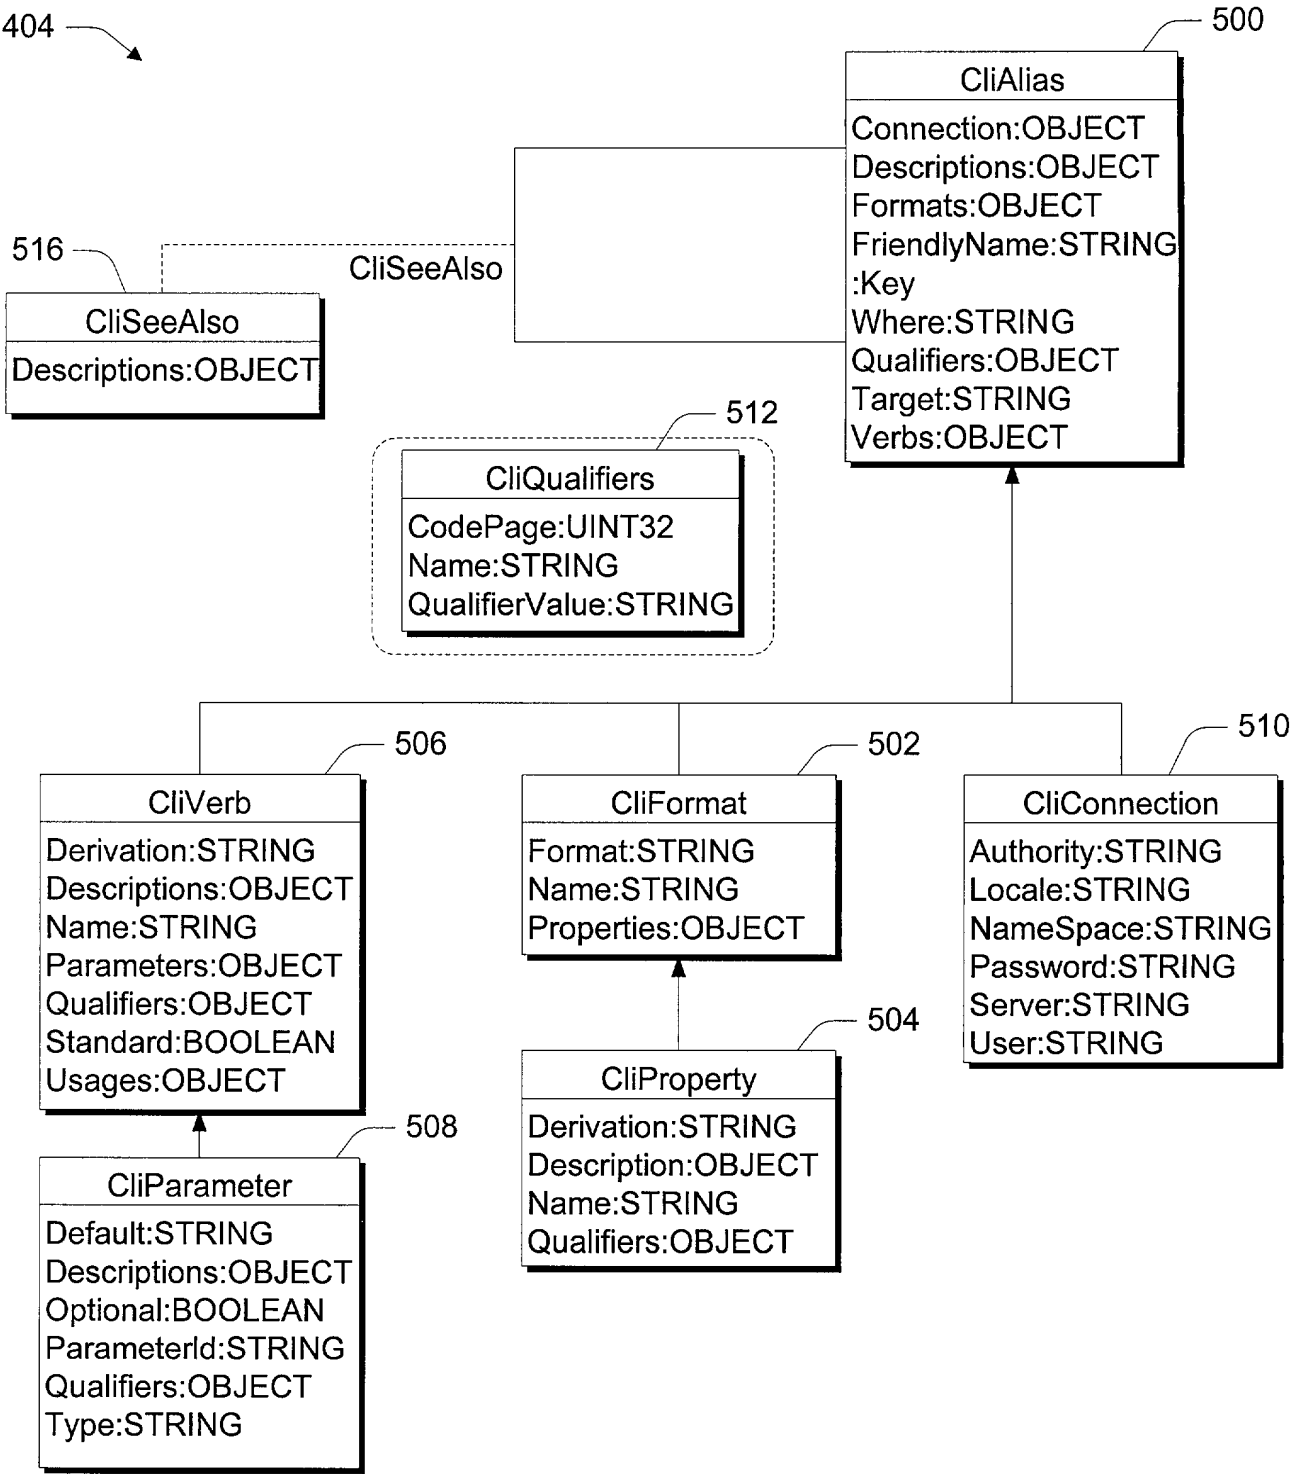 404
500
CliAlias
Connection:OBJECT
Descriptions:OBJECT
Formats:OBJECT
FriendlyName:STRING
:Key
Where:STRING
Qualifiers:OBJECT
Target:STRING
Verbs:OBJECT
516
CliSeeAlso
CliSeeAlso
Descriptions:OBJECT
512
CliQualifiers
CodePage:UINT32
Name:STRING
QualifierValue:STRING
506
CliVerb
Derivation:STRING
Descriptions:OBJECT
Name:STRING
Parameters:OBJECT
Qualifiers:OBJECT
Standard:BOOLEAN
Usages:OBJECT
502
CliFormat
Format:STRING
Name:STRING
Properties:OBJECT
510
CliConnection
Authority:STRING
Locale:STRING
NameSpace:STRING
Password:STRING
Server:STRING
User:STRING
504
CliProperty
Derivation:STRING
Description:OBJECT
Name:STRING
Qualifiers:OBJECT
508
CliParameter
Default:STRING
Descriptions:OBJECT
Optional:BOOLEAN
ParameterId:STRING
Qualifiers:OBJECT
Type:STRING